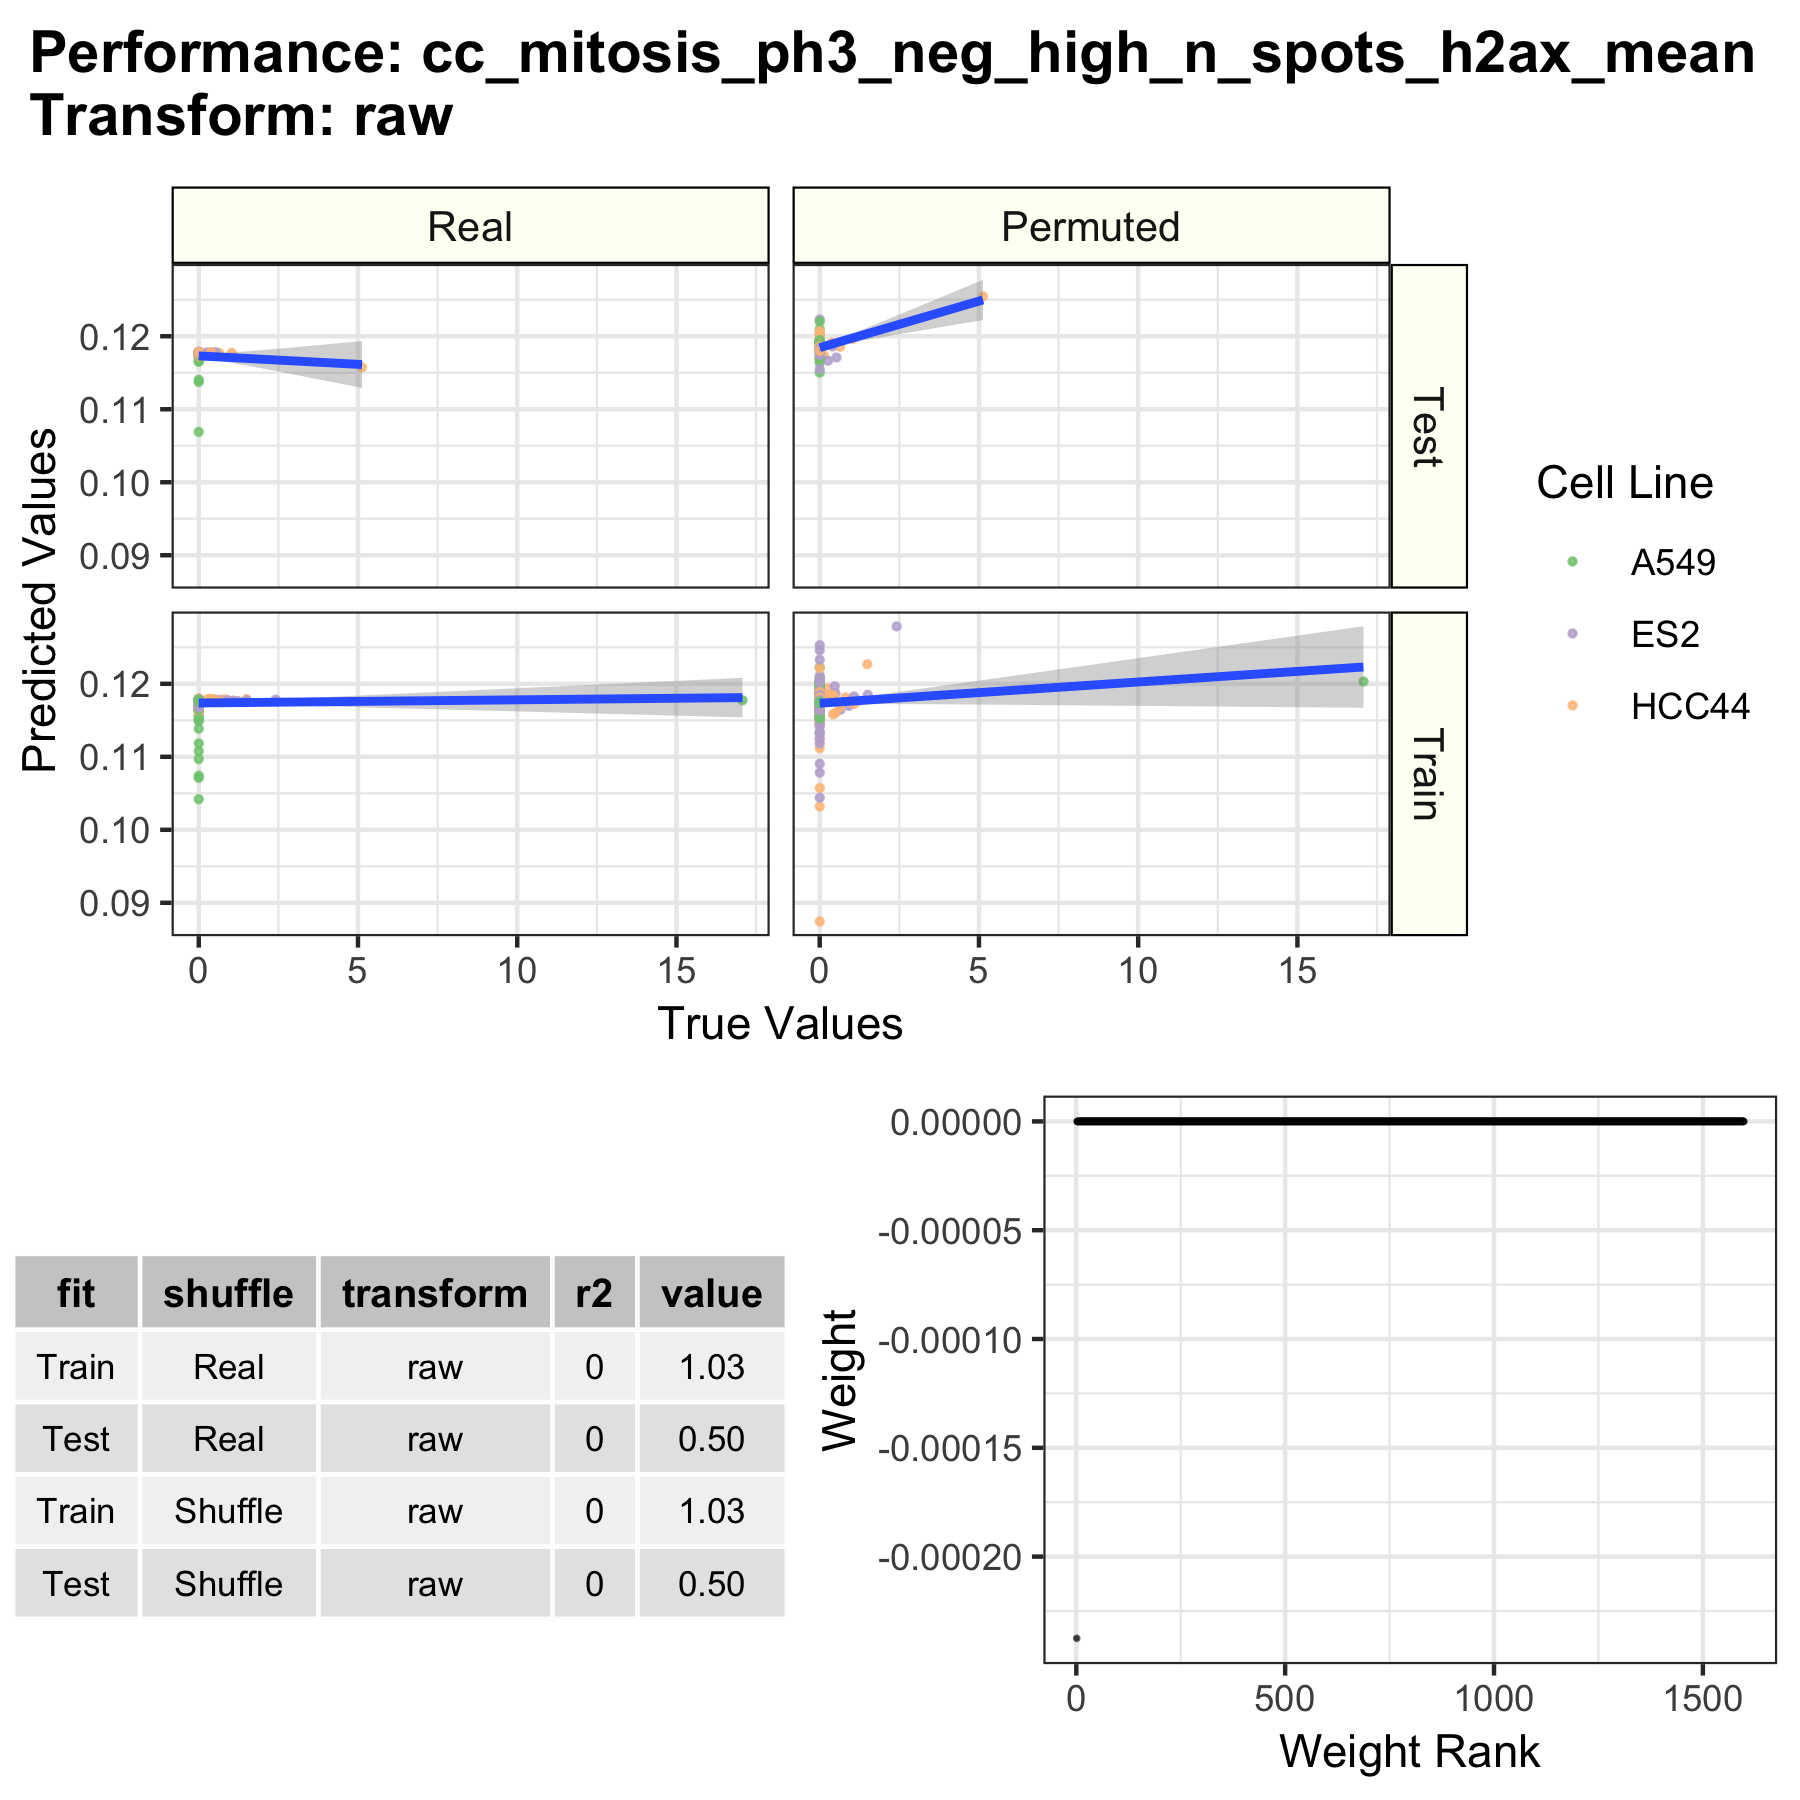 Performance: cc_mitosis_ph3_neg_high_n_spots_h2ax_mean
Transform: raw
Real
Permuted
0.12
0.11
0.10
0.09
Test
0.12
0.11
0.10
0.09
Train
Predicted Values
0 5 10 15
0 5 10 15
True Values
Cell Line
A549
ES2
HCC44
fit shuffle transform r2 value
Train Real raw 0 1.03
Test Real raw 0 0.50
Train Shuffle raw 0 1.03
Test Shuffle raw 0 0.50
0.00000
-0.00005
-0.00010
-0.00015
-0.00020
Weight
0 500 1000 1500
Weight Rank